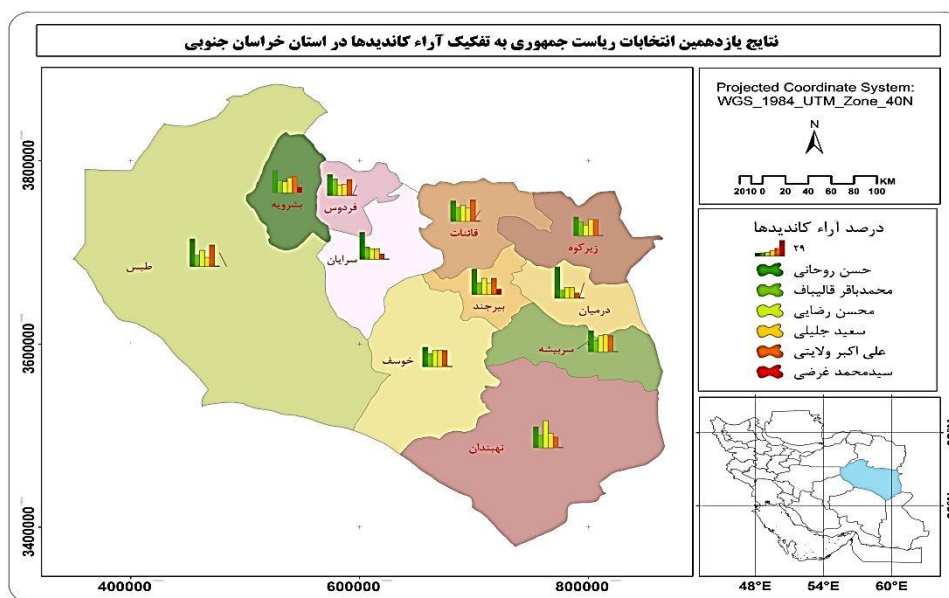 نتایج یازدهمین انتخابات ریاست جمهوری به تفکیک آراء کاندیدها در استان خراسان جنوبی
Projected Coordinate System:
WGS_1984_UTM_Zone_40N
N
2010 0 20 40 60 80 100
KM
درصد آراء کاندیدها
۲۹
حسن روحانی
محمدباقر قالیباف
محسن رضایی
سعید جلیلی
علی اکبر ولایتی
سیدمحمد غرضی
بشرویه
فردوس
قائنات
زیرکوه
طبس
سرایان
بیرجند
درمیان
خوسف
سربیشه
نهبندان
3800000
3600000
3400000
400000
600000
800000
48°E
54°E
60°E